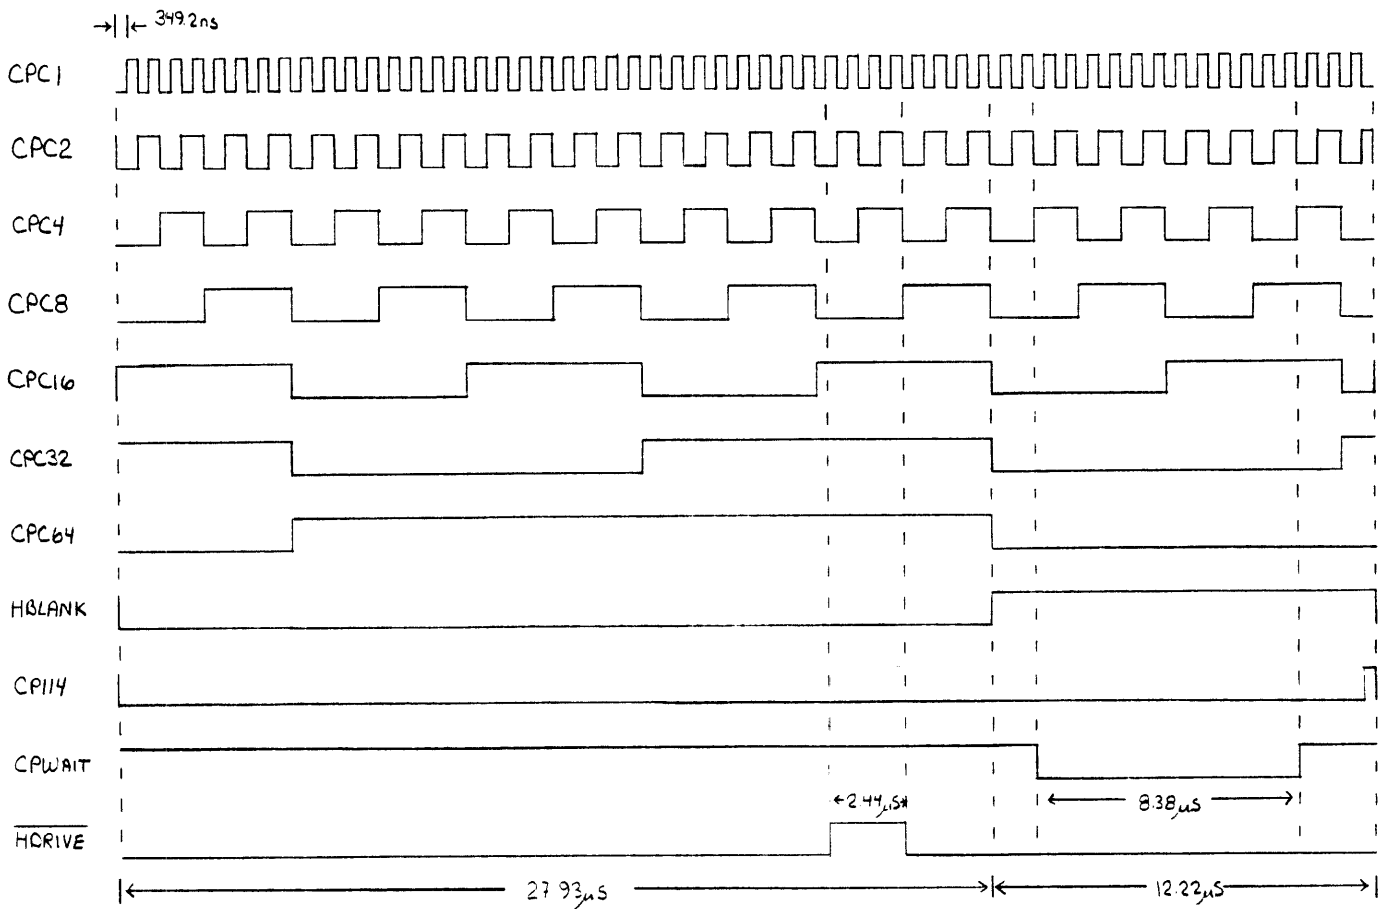 349.2ns
CPC1
CPC2
CPC4
CPC8
CPC16
CPC32
CPC64
HBLANK
CP114
CPWAIT
2.44µS
8.38µS
HDRIVE
27.93µS
12.22µS